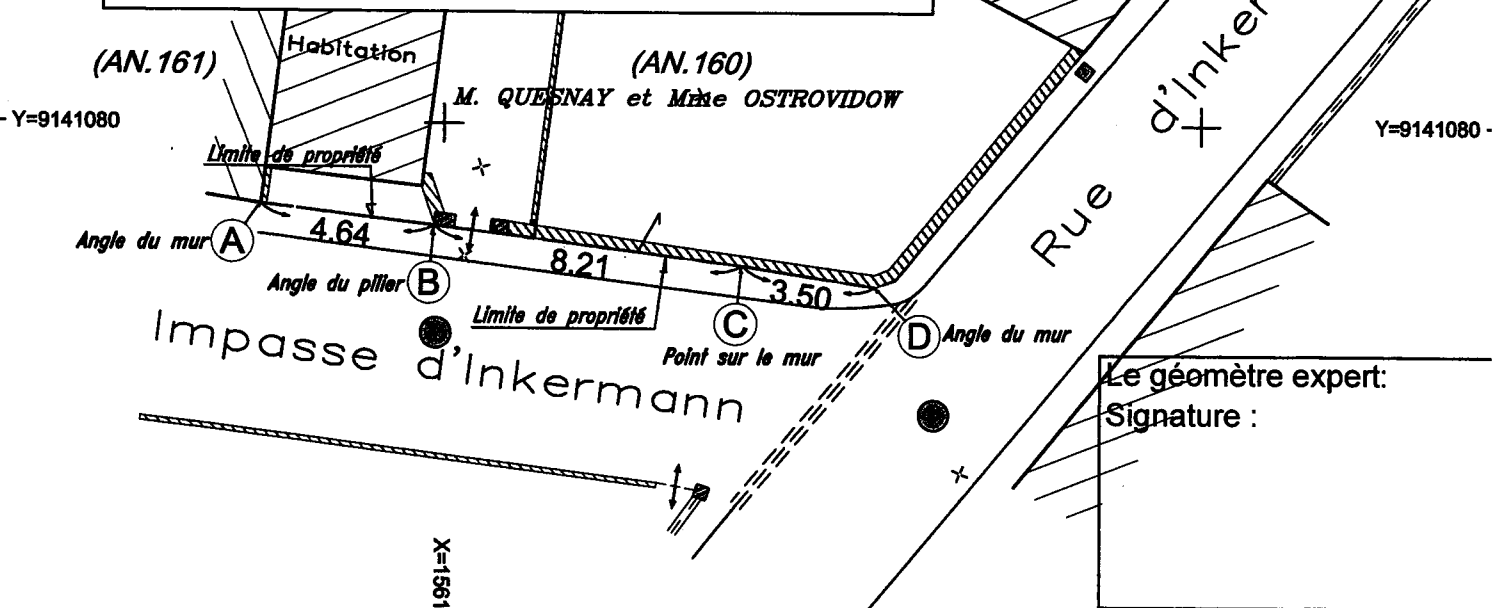 Habitation
(AN.161)
(AN.160)
M. QUESNAY et Mme OSTROVIDOW
Y=9141080
Y=9141080
Limite de propriété
Rue d'Inker
Angle du mur
A
4.64
B
Angle du pilier
8.21
Limite de propriété
C
Point sur le mur
3.50
D
Angle du mur
Impasse d'Inkermann
Le géomètre expert:
Signature :
X=1561